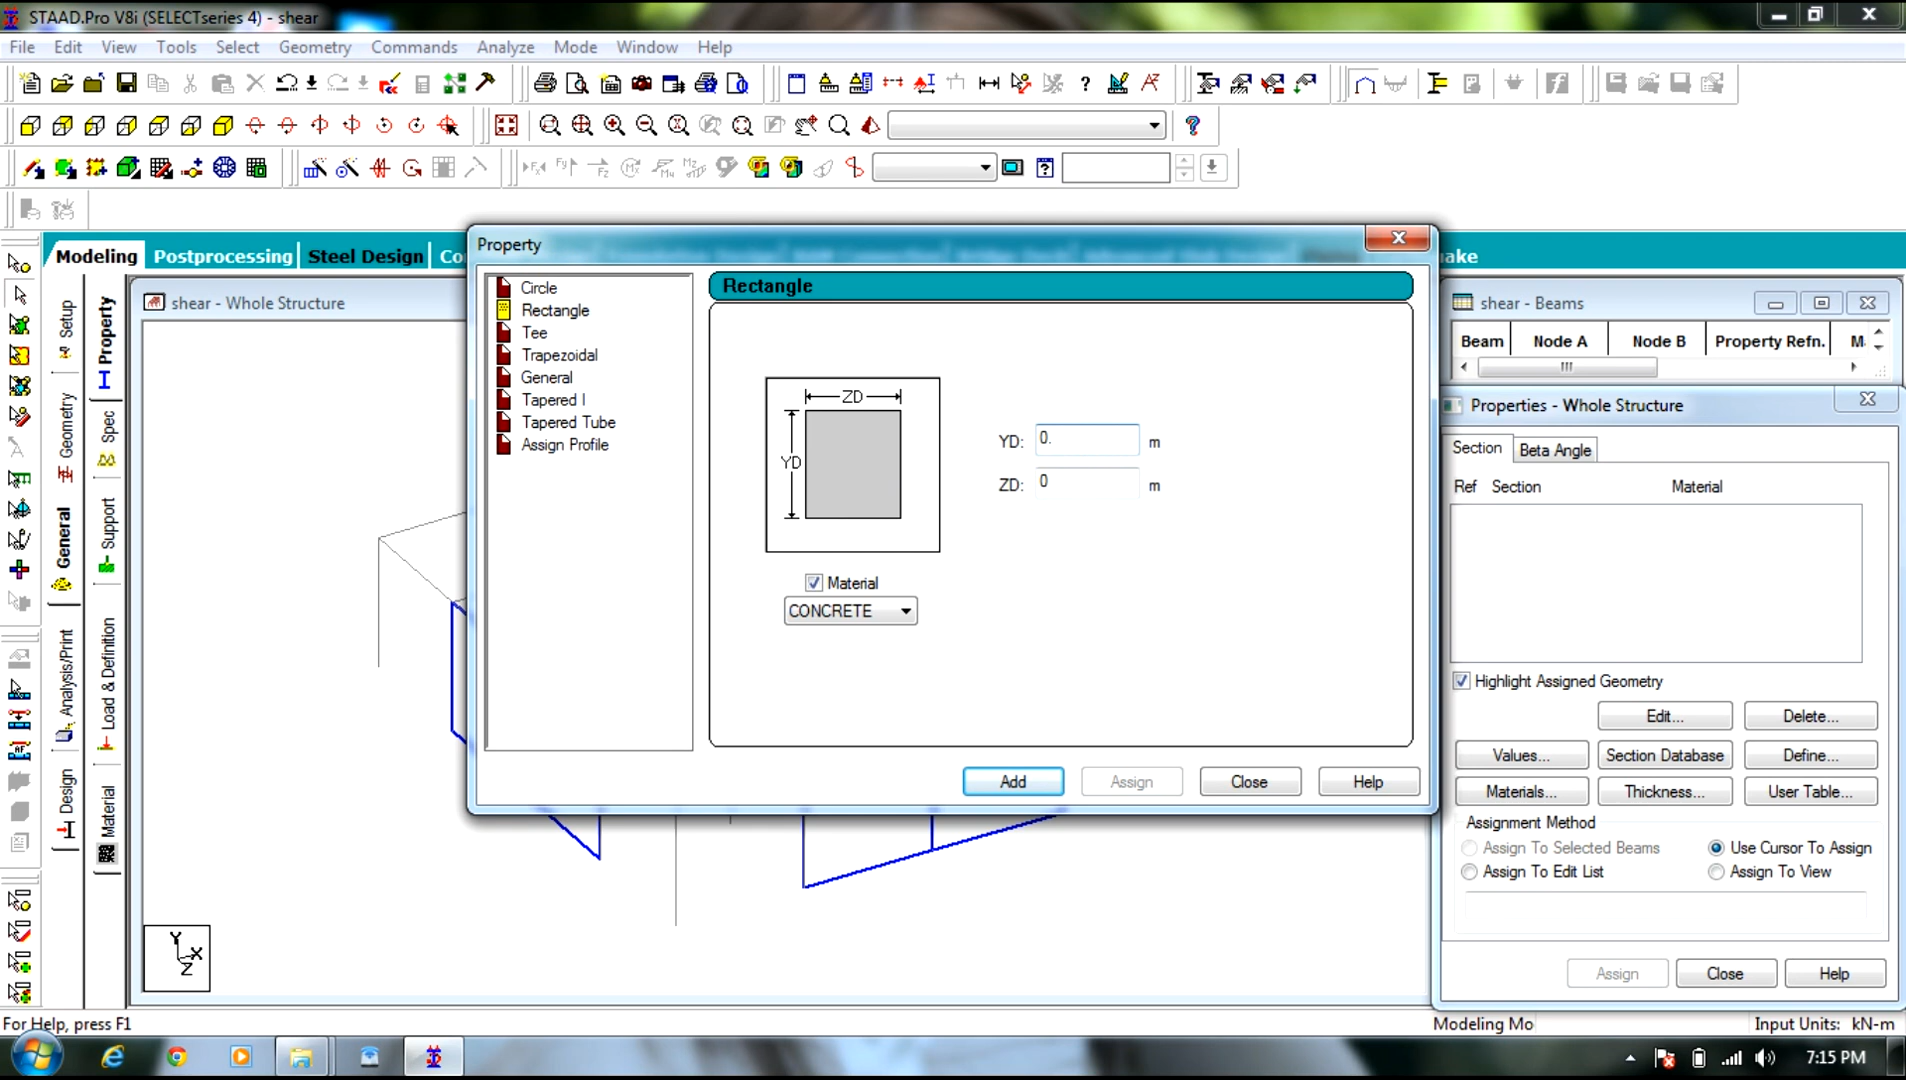 STAAD.Pro V8i (SELECTseries 4) - shear
File Edit View Tools Select Geometry Commands Analyze Mode Window Help
Modeling Postprocessing Steel Design
Property
Circle
Rectangle
Tee
Trapezoidal
General
Tapered I
Tapered Tube
Assign Profile
Rectangle
ZD
YD
YD: 0. m
ZD: 0 m
Material
CONCRETE
Add Assign Close Help
shear - Whole Structure
Setup
Geometry
General
Analysis/Print
Design
Property
Spec
Support
Load & Definition
Material
Y
X
Z
shear - Beams
Beam Node A Node B Property Refn.
Properties - Whole Structure
Section Beta Angle
Ref Section Material
Highlight Assigned Geometry
Edit... Delete...
Values... Section Database Define...
Materials... Thickness... User Table...
Assignment Method
Assign To Selected Beams Use Cursor To Assign
Assign To Edit List Assign To View
Assign Close Help
For Help, press F1
Modeling Mo Input Units: kN-m
7:15 PM